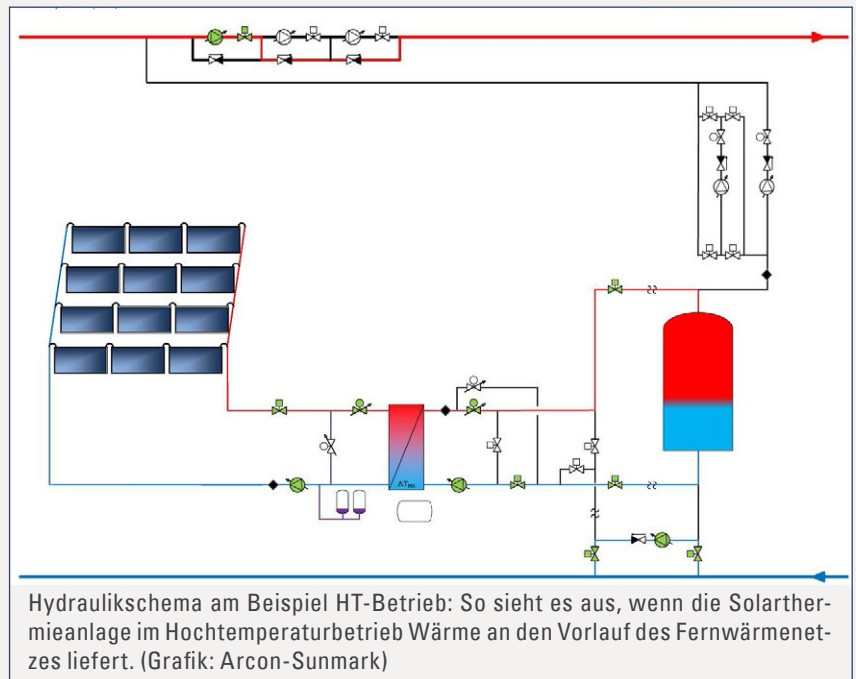 ΔT
Hydraulikschema am Beispiel HT-Betrieb: So sieht es aus, wenn die Solarther-
mieanlage im Hochtemperaturbetrieb Wärme an den Vorlauf des Fernwärmenet-
zes liefert. (Grafik: Arcon-Sunmark)